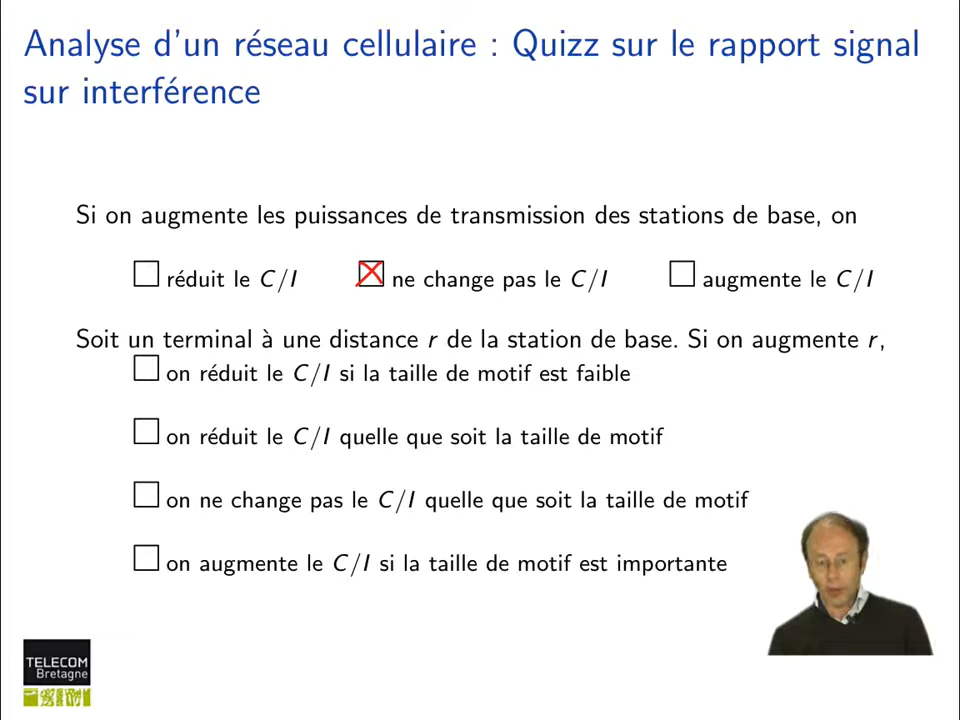 Analyse d'un réseau cellulaire : Quizz sur le rapport signal
sur interférence
Si on augmente les puissances de transmission des stations de base, on
réduit le C/I
ne change pas le C/I
augmente le C/I
Soit un terminal à une distance r de la station de base. Si on augmente r,
on réduit le C/I si la taille de motif est faible
on réduit le C/I quelle que soit la taille de motif
on ne change pas le C/I quelle que soit la taille de motif
on augmente le C/I si la taille de motif est importante
TELECOM
Bretagne